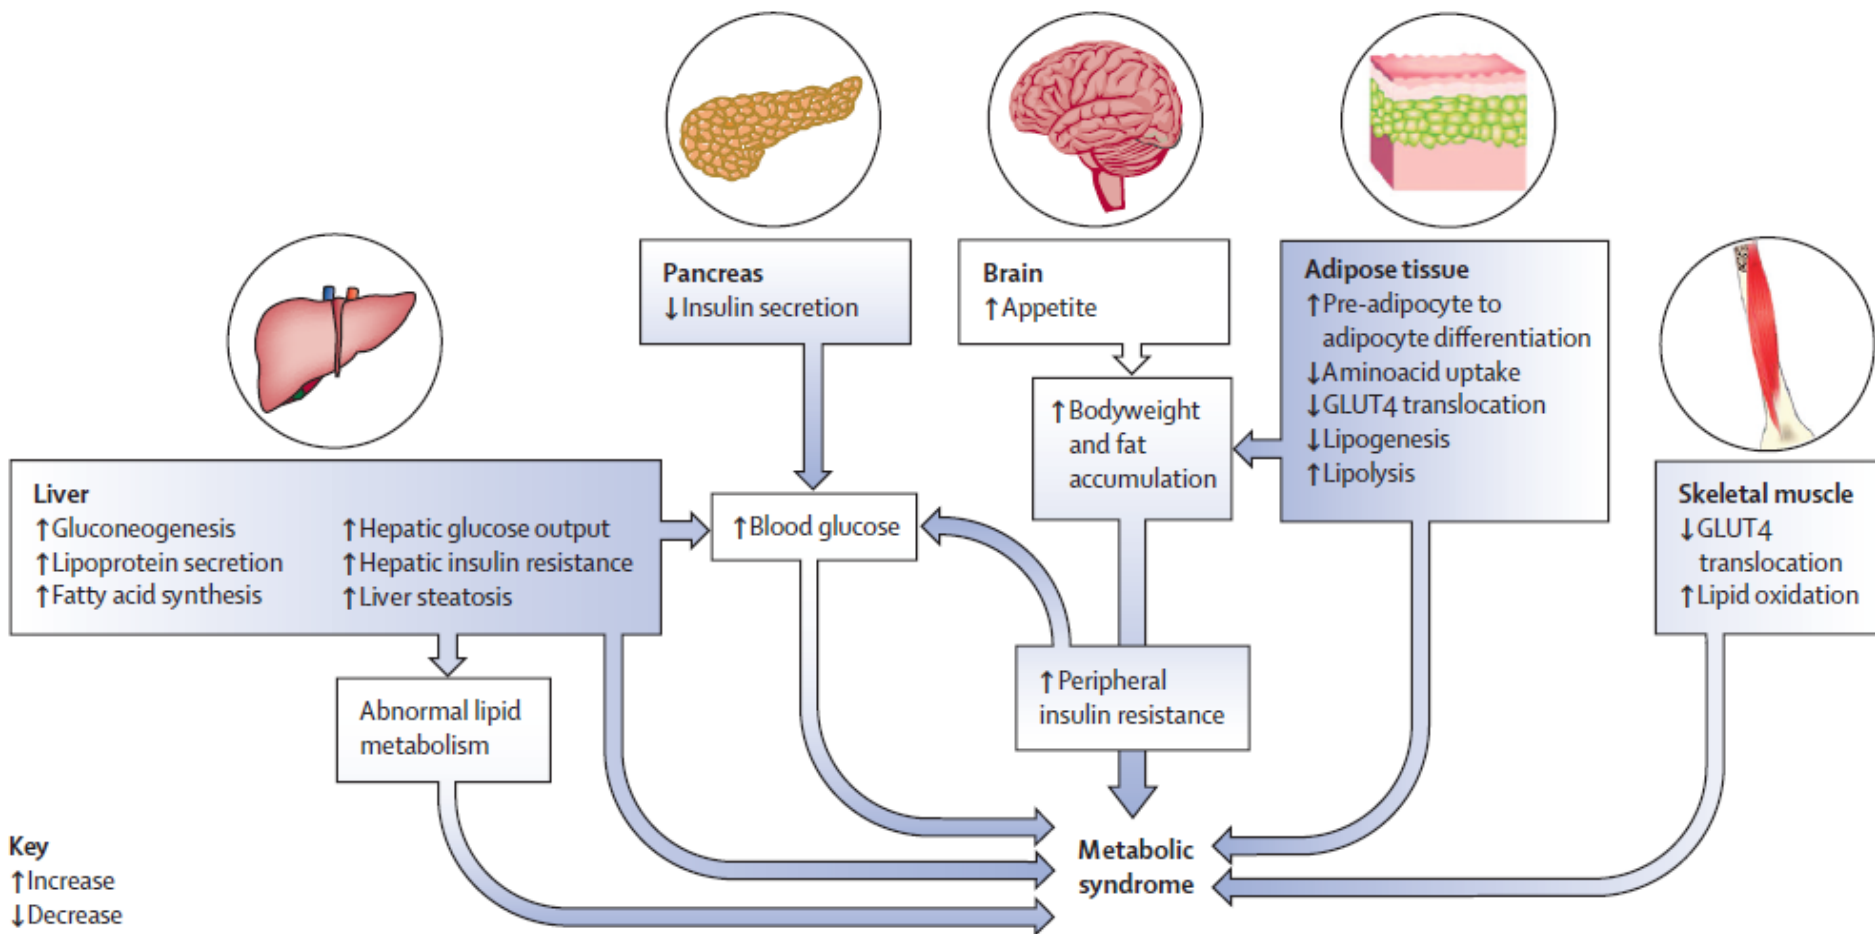 Pancreas
↓Insulin secretion
Brain
↑Appetite
Adipose tissue
↑Pre-adipocyte to
adipocyte differentiation
↓Aminoacid uptake
↓GLUT4 translocation
↓Lipogenesis
↑Lipolysis
↑Bodyweight
and fat
accumulation
Liver
↑Gluconeogenesis
↑Lipoprotein secretion
↑Fatty acid synthesis
↑Hepatic glucose output
↑Hepatic insulin resistance
↑Liver steatosis
↑Blood glucose
Skeletal muscle
↓GLUT4
translocation
↑Lipid oxidation
Abnormal lipid
metabolism
↑Peripheral
insulin resistance
Metabolic
syndrome
Key
↑Increase
↓Decrease